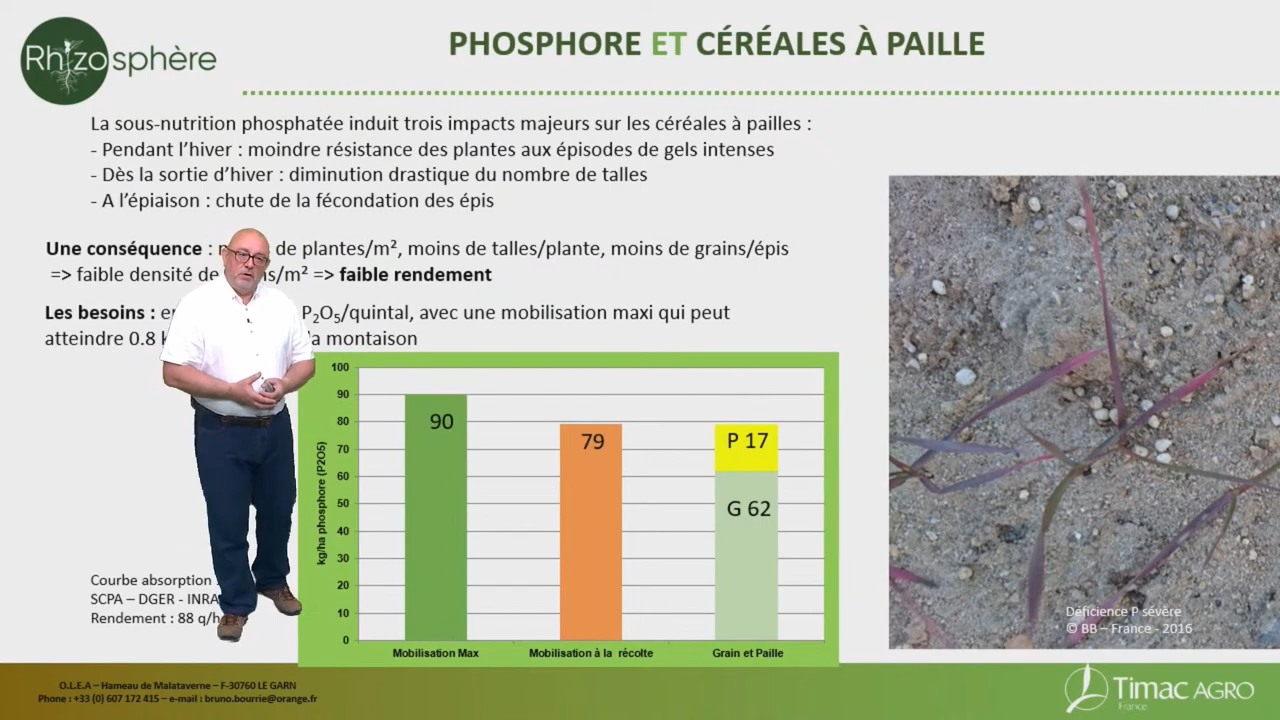 Rhizosphère
PHOSPHORE ET CÉRÉALES À PAILLE
La sous-nutrition phosphatée induit trois impacts majeurs sur les céréales à pailles :
- Pendant l'hiver : moindre résistance des plantes aux épisodes de gels intenses
- Dès la sortie d'hiver : diminution drastique du nombre de talles
- A l'épiaison : chute de la fécondation des épis
Une conséquence : de plantes/m², moins de talles/plante, moins de grains/épis
=> faible densité de /m² => faible rendement
Les besoins : P₂O₅/quintal, avec une mobilisation maxi qui peut
atteindre 0.8 la montaison
kg/ha phosphore (P2O5)
100
90
80
70
60
50
40
30
20
10
0
90
79
P 17
G 62
Mobilisation Max
Mobilisation à la récolte
Grain et Paille
Courbe absorption
SCPA – DGER - INRA
Rendement : 88 q/h
Déficience P sévère
© BB – France - 2016
O.L.E.A – Hameau de Malataverne – F-30760 LE GARN
Phone : +33 (0) 607 172 415 – e-mail : bruno.bourrie@orange.fr
Timac AGRO
France